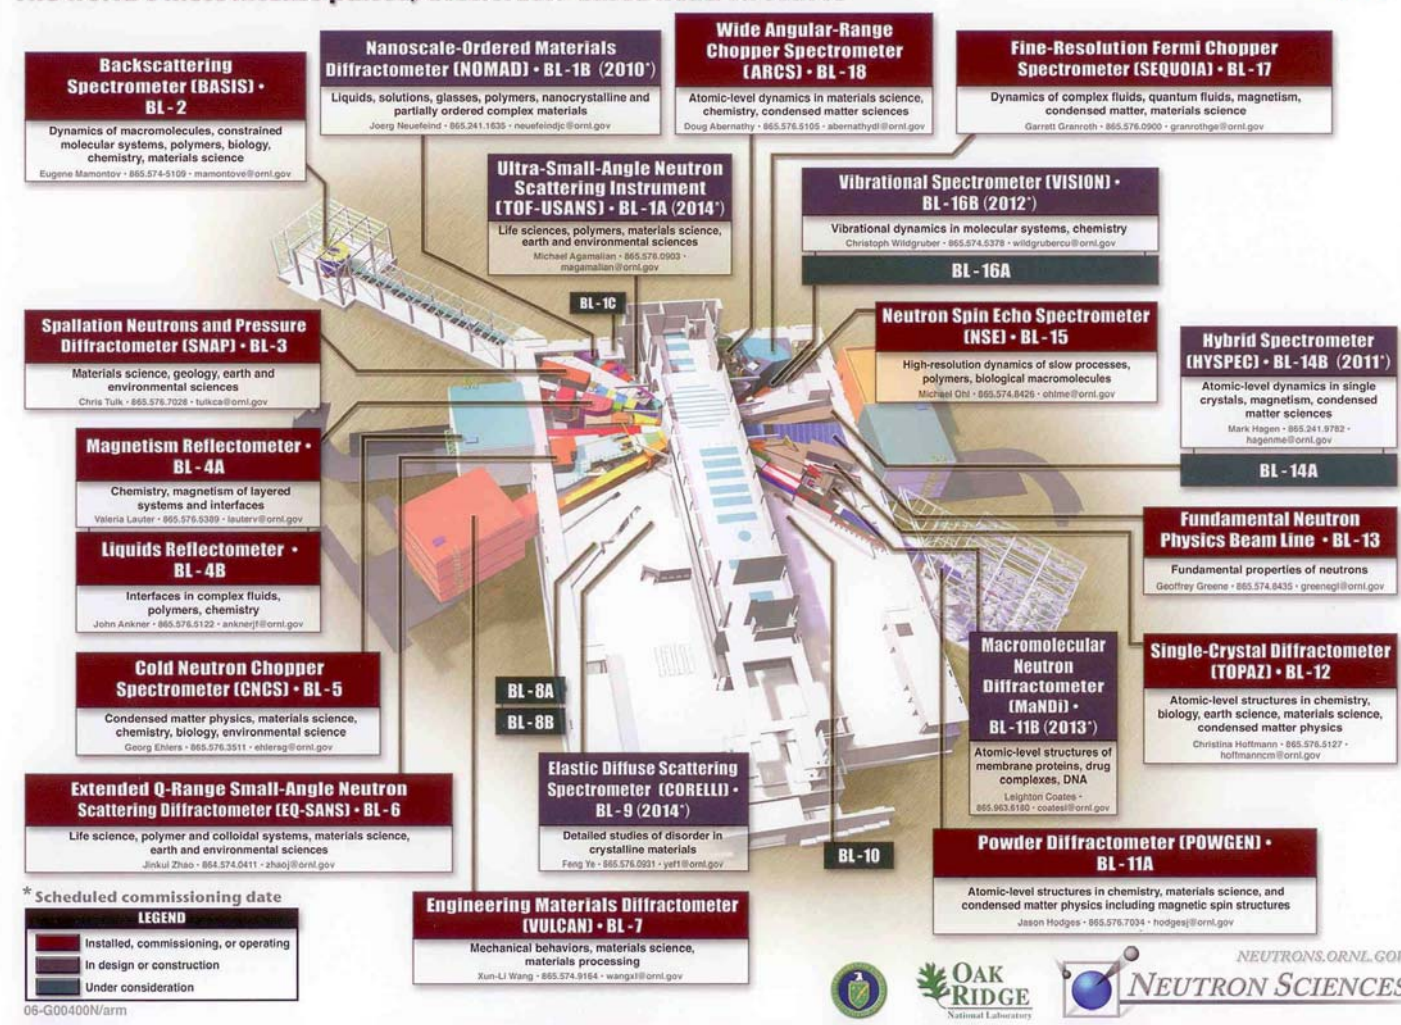 Backscattering
Spectrometer (BASIS) •
BL - 2
Dynamics of macromolecules, constrained
molecular systems, polymers, biology,
chemistry, materials science
Eugene Mamontov • 865.574-5109 • mamontove@ornl.gov
Nanoscale-Ordered Materials
Diffractometer (NOMAD) • BL-1B (2010*)
Liquids, solutions, glasses, polymers, nanocrystalline and
partially ordered complex materials
Joerg Neuefeind • 865.241.1635 • neuefeindjc@ornl.gov
Wide Angular-Range
Chopper Spectrometer
(ARCS) • BL-18
Atomic-level dynamics in materials science,
chemistry, condensed matter sciences
Doug Abernathy • 865.576.5105 • abernathydl@ornl.gov
Fine-Resolution Fermi Chopper
Spectrometer (SEQUOIA) • BL-17
Dynamics of complex fluids, quantum fluids, magnetism,
condensed matter, materials science
Garrett Granroth • 865.576.0900 • granrothge@ornl.gov
Ultra-Small-Angle Neutron
Scattering Instrument
(TOF-USANS) • BL-1A (2014*)
Life sciences, polymers, materials science,
earth and environmental sciences
Michael Agamalian • 865.576.0903 •
magamalian@ornl.gov
Vibrational Spectrometer (VISION) •
BL-16B (2012*)
Vibrational dynamics in molecular systems, chemistry
Christoph Wildgruber • 865.574.5378 • wildgrubercu@ornl.gov
BL-16A
BL-1C
Spallation Neutrons and Pressure
Diffractometer (SNAP) • BL-3
Materials science, geology, earth and
environmental sciences
Chris Tulk • 865.576.7028 • tulkca@ornl.gov
Neutron Spin Echo Spectrometer
(NSE) • BL-15
High-resolution dynamics of slow processes,
polymers, biological macromolecules
Michael Ohl • 865.574.8426 • ohlme@ornl.gov
Hybrid Spectrometer
(HYSPEC) • BL-14B (2011*)
Atomic-level dynamics in single
crystals, magnetism, condensed
matter sciences
Mark Hagen • 865.241.9782 •
hagenme@ornl.gov
BL-14A
Magnetism Reflectometer •
BL-4A
Chemistry, magnetism of layered
systems and interfaces
Valeria Lauter • 865.576.5389 • lauterv@ornl.gov
Liquids Reflectometer •
BL-4B
Interfaces in complex fluids,
polymers, chemistry
John Ankner • 865.576.5122 • anknerjf@ornl.gov
Fundamental Neutron
Physics Beam Line • BL-13
Fundamental properties of neutrons
Geoffrey Greene • 865.574.8435 • greenegl@ornl.gov
Cold Neutron Chopper
Spectrometer (CNCS) • BL-5
Condensed matter physics, materials science,
chemistry, biology, environmental science
Georg Ehlers • 865.576.3511 • ehlersg@ornl.gov
BL-8A
BL-8B
Macromolecular
Neutron
Diffractometer
(MaNDi) •
BL-11B (2013*)
Atomic-level structures of
membrane proteins, drug
complexes, DNA
Leighton Coates •
865.963.6180 • coatesl@ornl.gov
Single-Crystal Diffractometer
(TOPAZ) • BL-12
Atomic-level structures in chemistry,
biology, earth science, materials science,
condensed matter physics
Christina Hoffmann • 865.576.5127 •
hoffmanncm@ornl.gov
Extended Q-Range Small-Angle Neutron
Scattering Diffractometer (EQ-SANS) • BL-6
Life science, polymer and colloidal systems, materials science,
earth and environmental sciences
Jinkui Zhao • 864.574.0411 • zhaoj@ornl.gov
Elastic Diffuse Scattering
Spectrometer (CORELLI) •
BL-9 (2014*)
Detailed studies of disorder in
crystalline materials
Feng Ye • 865.576.0931 • yef1@ornl.gov
BL-10
Powder Diffractometer (POWGEN) •
BL-11A
Atomic-level structures in chemistry, materials science, and
condensed matter physics including magnetic spin structures
Jason Hodges • 865.576.7034 • hodgesj@ornl.gov
Engineering Materials Diffractometer
(VULCAN) • BL-7
Mechanical behaviors, materials science,
materials processing
Xun-Li Wang • 865.574.9164 • wangxl@ornl.gov
* Scheduled commissioning date
LEGEND
Installed, commissioning, or operating
In design or construction
Under consideration
06-G00400N/arm
OAK
RIDGE
National Laboratory
NEUTRONS.ORNL.GOV
NEUTRON SCIENCES